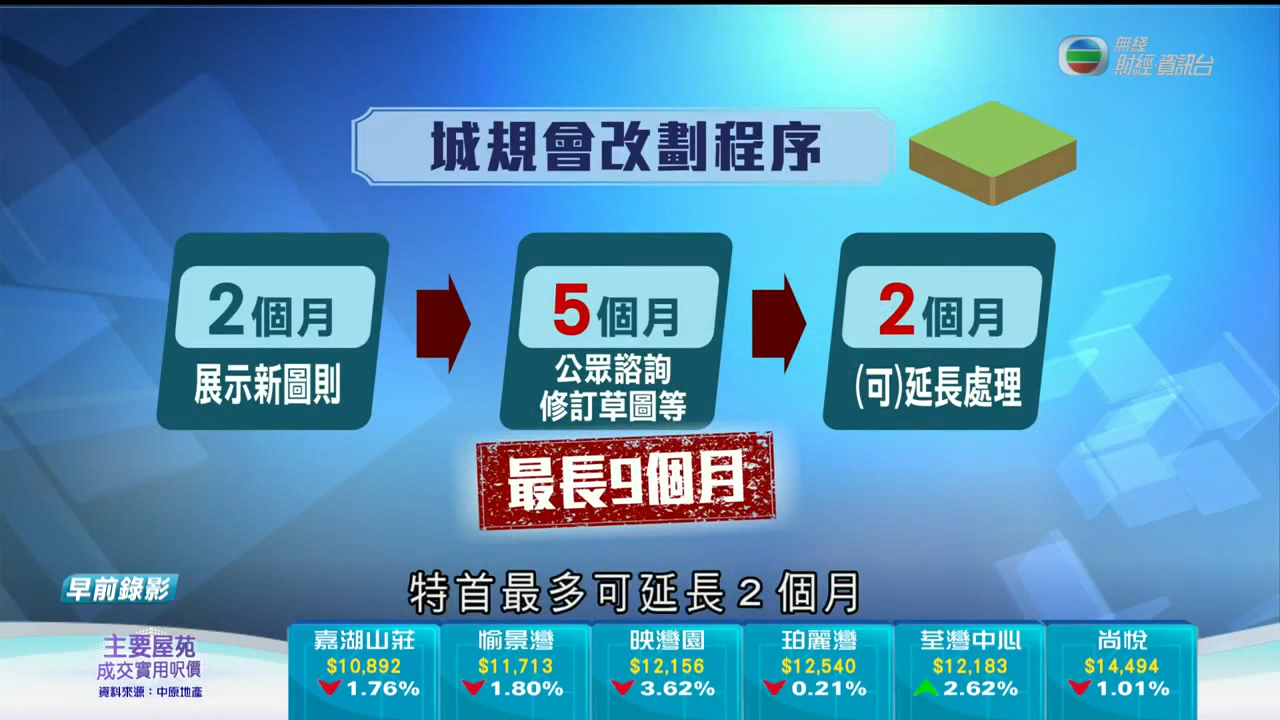 無綫
財經·資訊台
城規會改劃程序
2個月
展示新圖則
5個月
公眾諮詢
修訂草圖等
2個月
(可)延長處理
最長9個月
早前錄影
特首最多可延長2個月
主要屋苑
成交實用呎價
資料來源:中原地產
嘉湖山莊
$10,892
1.76%
愉景灣
$11,713
1.80%
映灣園
$12,156
3.62%
珀麗灣
$12,540
0.21%
荃灣中心
$12,183
2.62%
尚悅
$14,494
1.01%